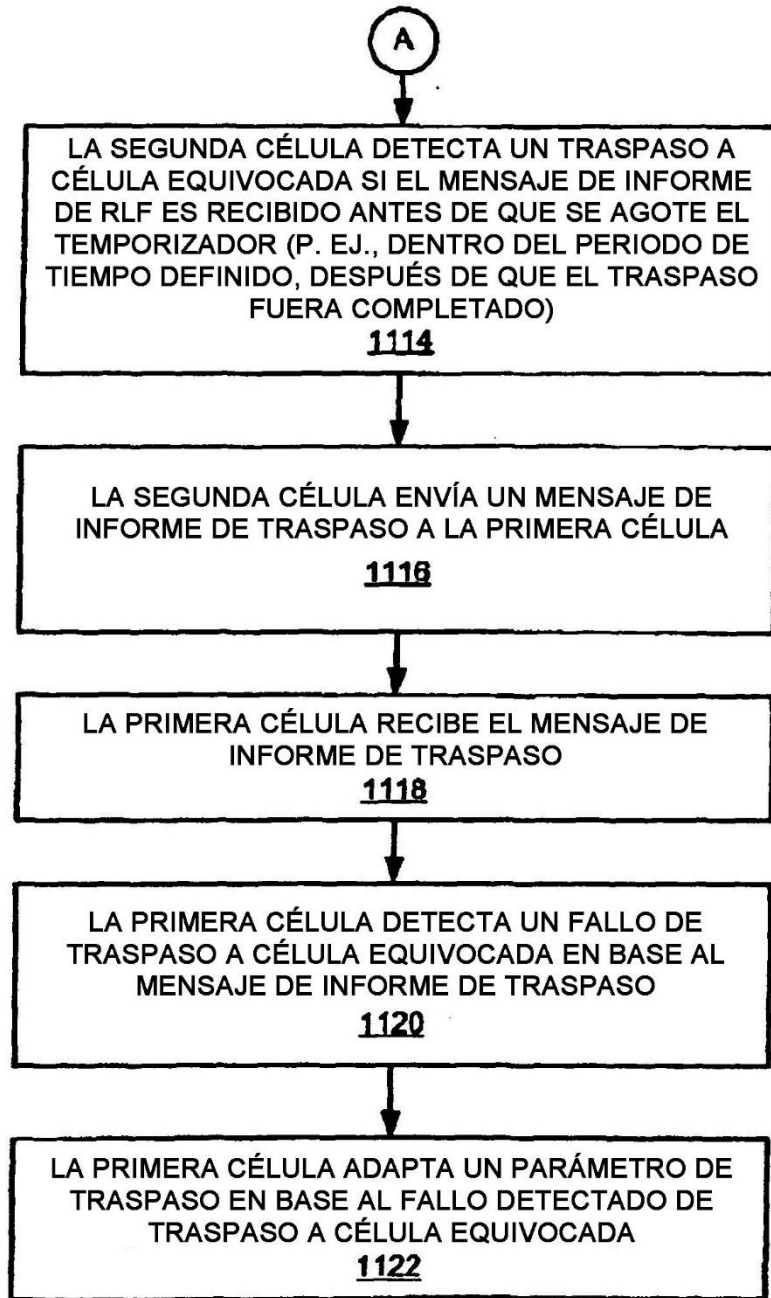 A
LA SEGUNDA CÉLULA DETECTA UN TRASPASO A
CÉLULA EQUIVOCADA SI EL MENSAJE DE INFORME
DE RLF ES RECIBIDO ANTES DE QUE SE AGOTE EL
TEMPORIZADOR (P. EJ., DENTRO DEL PERIODO DE
TIEMPO DEFINIDO, DESPUÉS DE QUE EL TRASPASO
FUERA COMPLETADO)
1114
LA SEGUNDA CÉLULA ENVÍA UN MENSAJE DE
INFORME DE TRASPASO A LA PRIMERA CÉLULA
1116
LA PRIMERA CÉLULA RECIBE EL MENSAJE DE
INFORME DE TRASPASO
1118
LA PRIMERA CÉLULA DETECTA UN FALLO DE
TRASPASO A CÉLULA EQUIVOCADA EN BASE AL
MENSAJE DE INFORME DE TRASPASO
1120
LA PRIMERA CÉLULA ADAPTA UN PARÁMETRO DE
TRASPASO EN BASE AL FALLO DETECTADO DE
TRASPASO A CÉLULA EQUIVOCADA
1122